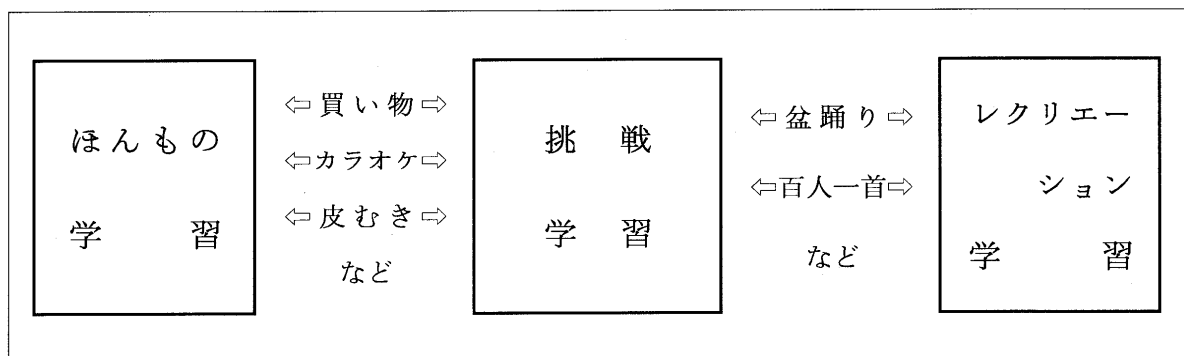 ほんもの
学習
⇦買い物⇨
⇦カラオケ⇨
⇦皮むき⇨
など
挑戦
学習
⇦盆踊り⇨
⇦百人一首⇨
など
レクリエー
ション
学習